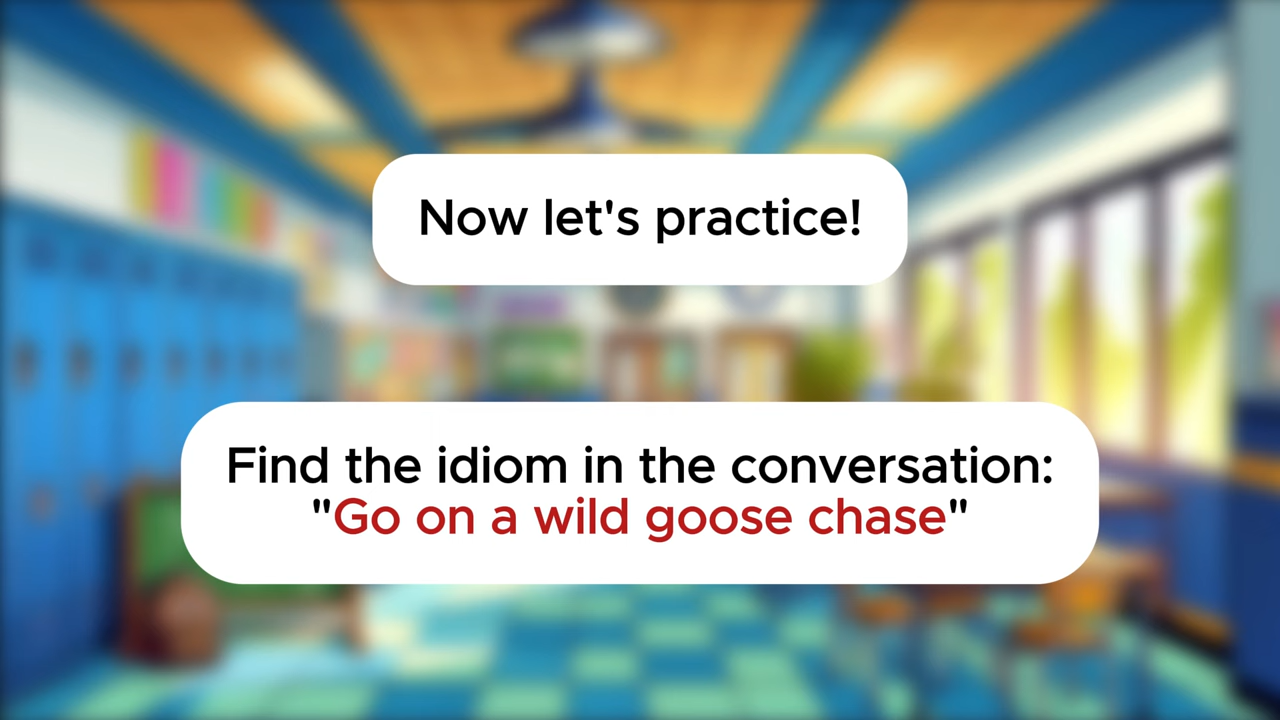 Now let's practice!
Find the idiom in the conversation:
"Go on a wild goose chase"